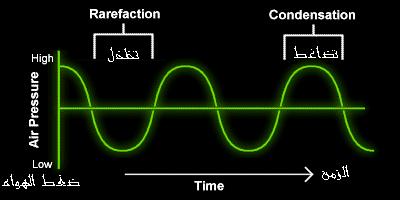 Rarefaction
Condensation
تخلخل
تضاغط
High
Air Pressure
Low
ضغط الهواء
الزمن
Time